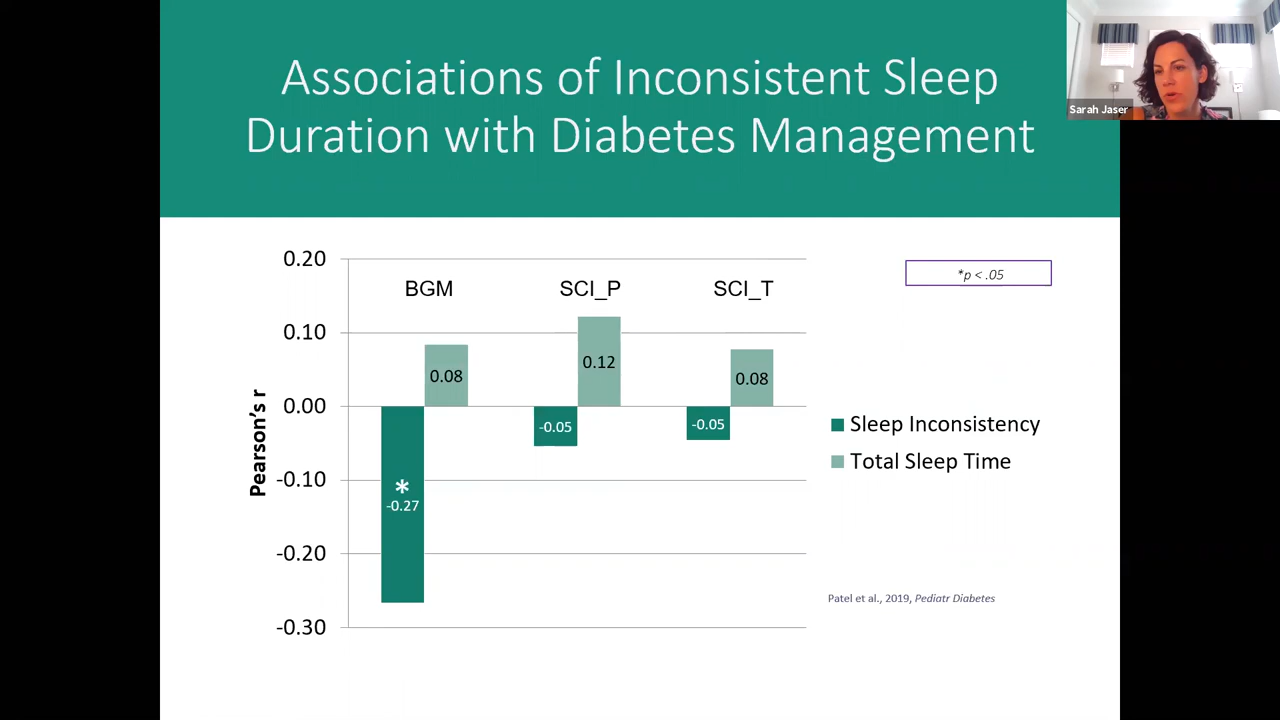 Associations of Inconsistent Sleep
Duration with Diabetes Management
Sarah Jaser
0.20
0.10
0.00
-0.10
-0.20
-0.30
Pearson's r
BGM
SCI_P
SCI_T
0.08
0.12
0.08
*
-0.27
-0.05
-0.05
*p < .05
Sleep Inconsistency
Total Sleep Time
Patel et al., 2019, Pediatr Diabetes